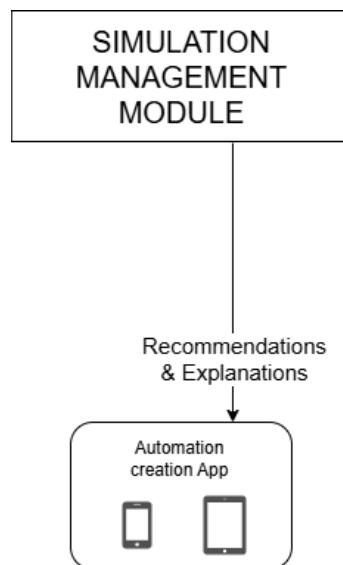 SIMULATION
MANAGEMENT
MODULE
Recommendations
& Explanations
Automation
creation App